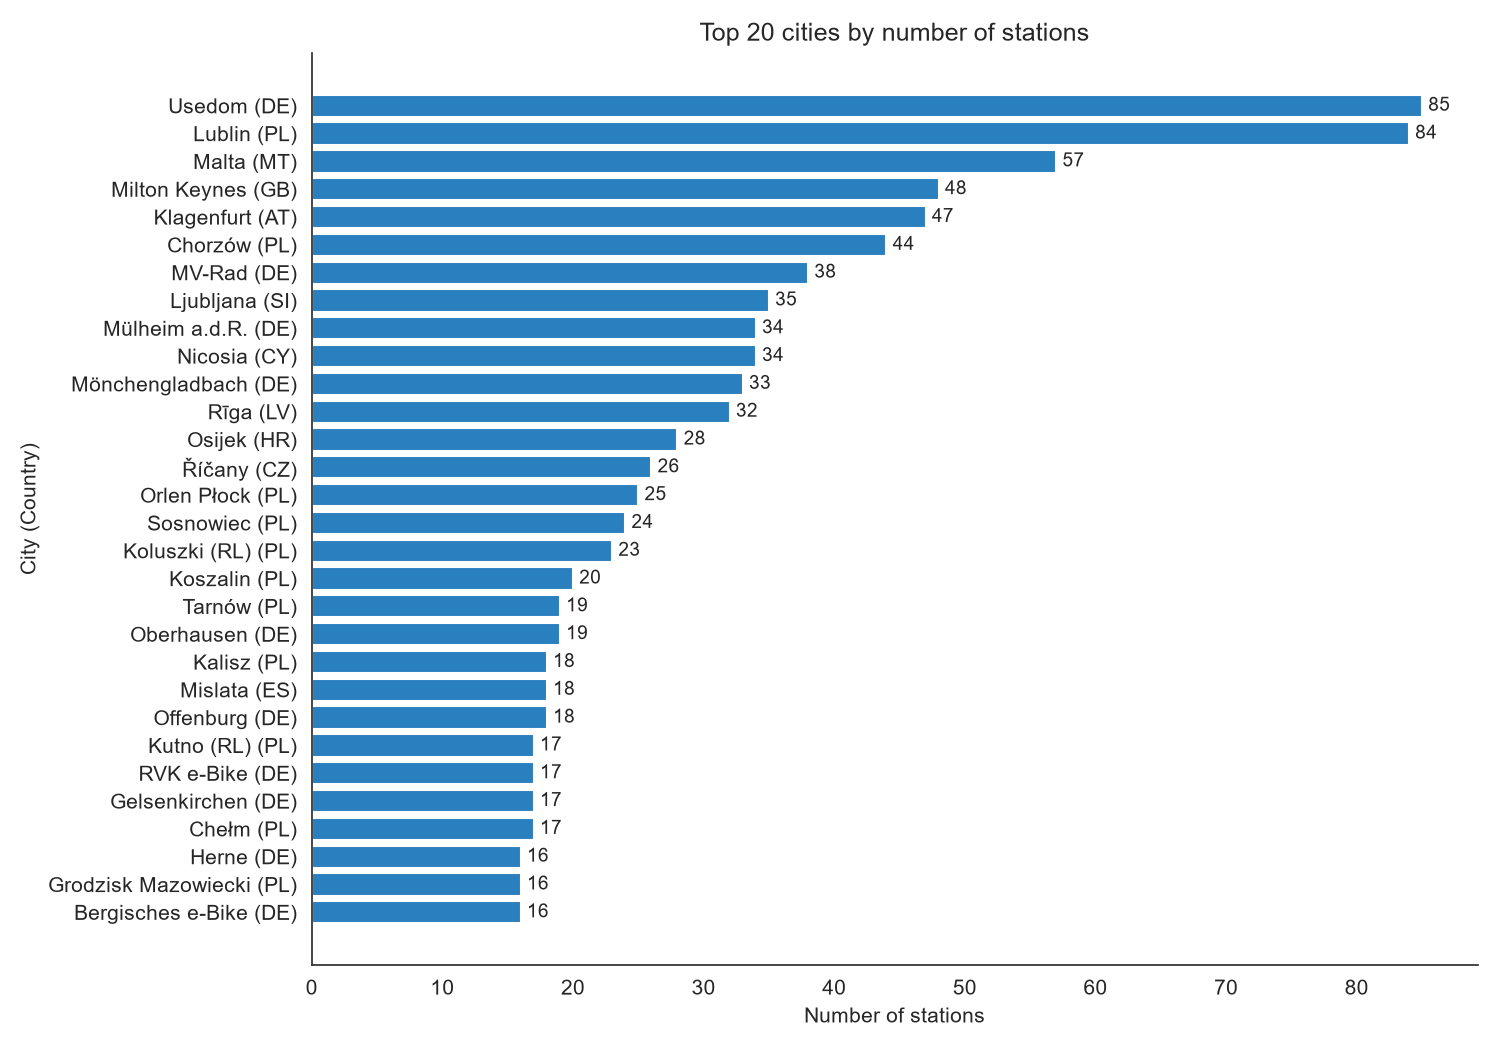 Top 20 cities by number of stations
Usedom (DE) 85
Lublin (PL) 84
Malta (MT) 57
Milton Keynes (GB) 48
Klagenfurt (AT) 47
Chorzów (PL) 44
MV-Rad (DE) 38
Ljubljana (SI) 35
Mülheim a.d.R. (DE) 34
Nicosia (CY) 34
Mönchengladbach (DE) 33
Rīga (LV) 32
Osijek (HR) 28
Říčany (CZ) 26
Orlen Płock (PL) 25
Sosnowiec (PL) 24
Koluszki (RL) (PL) 23
Koszalin (PL) 20
Tarnów (PL) 19
Oberhausen (DE) 19
Kalisz (PL) 18
Mislata (ES) 18
Offenburg (DE) 18
Kutno (RL) (PL) 17
RVK e-Bike (DE) 17
Gelsenkirchen (DE) 17
Chełm (PL) 17
Herne (DE) 16
Grodzisk Mazowiecki (PL) 16
Bergisches e-Bike (DE) 16
City (Country)
0 10 20 30 40 50 60 70 80
Number of stations